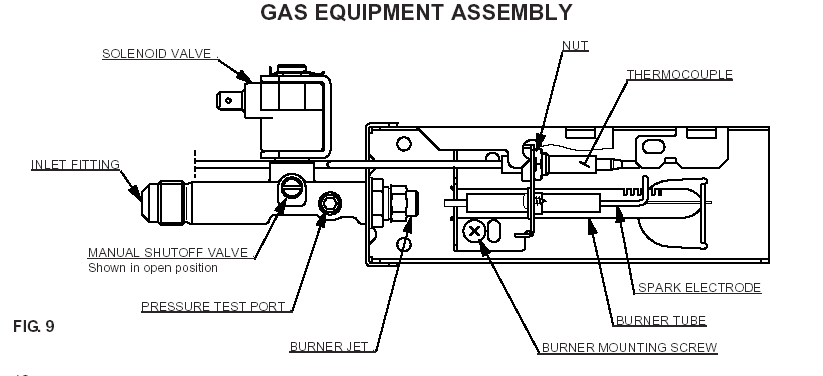 GAS EQUIPMENT ASSEMBLY
SOLENOID VALVE
NUT
THERMOCOUPLE
INLET FITTING
MANUAL SHUTOFF VALVE
Shown in open position
PRESSURE TEST PORT
SPARK ELECTRODE
BURNER TUBE
FIG. 9
BURNER JET
BURNER MOUNTING SCREW